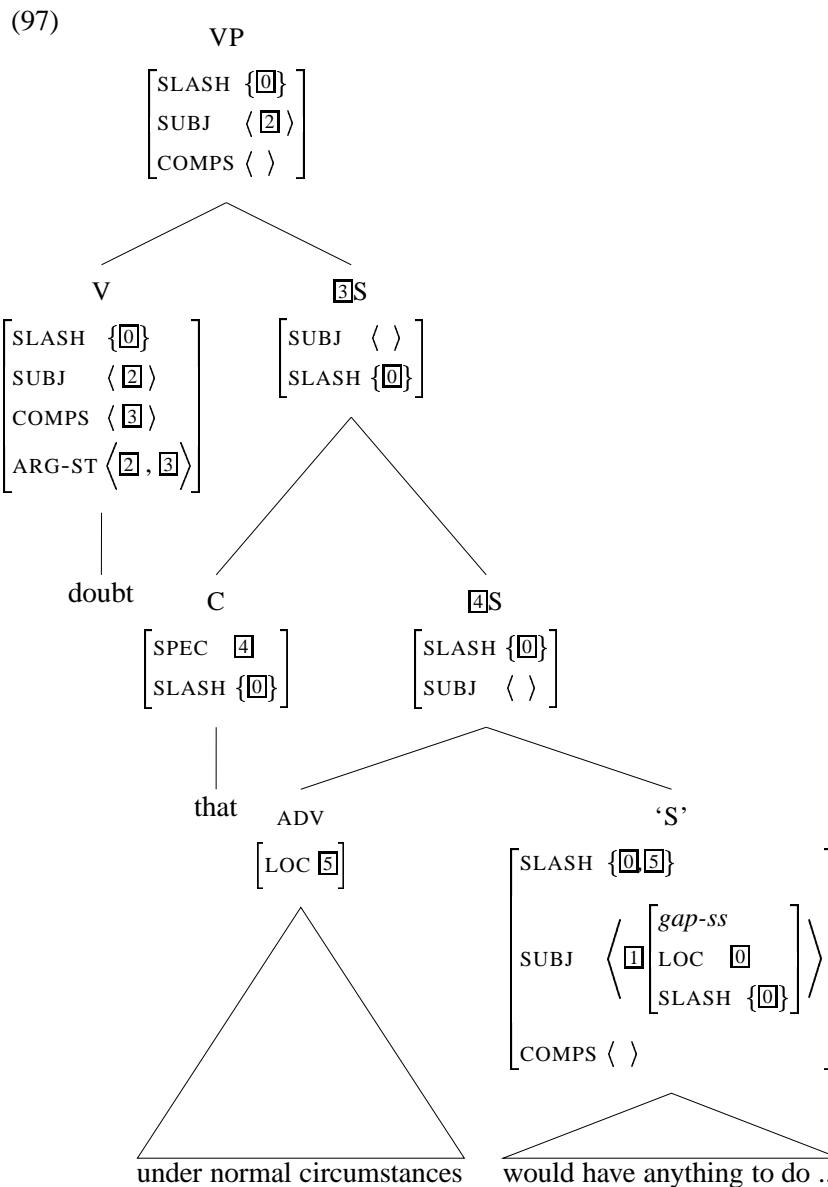 (97)
VP
SLASH {0}
SUBJ ⟨ 2 ⟩
COMPS ⟨ ⟩
V
SLASH {0}
SUBJ ⟨ 2 ⟩
COMPS ⟨ 3 ⟩
ARG-ST ⟨ 2 , 3 ⟩
3S
SUBJ ⟨ ⟩
SLASH {0}
doubt
C
SPEC 4
SLASH {0}
4S
SLASH {0}
SUBJ ⟨ ⟩
that
ADV
LOC 5
‘S’
SLASH {0,5}
SUBJ ⟨ 1 gap-ss
LOC 0
SLASH {0} ⟩
COMPS ⟨ ⟩
under normal circumstances
would have anything to do ..